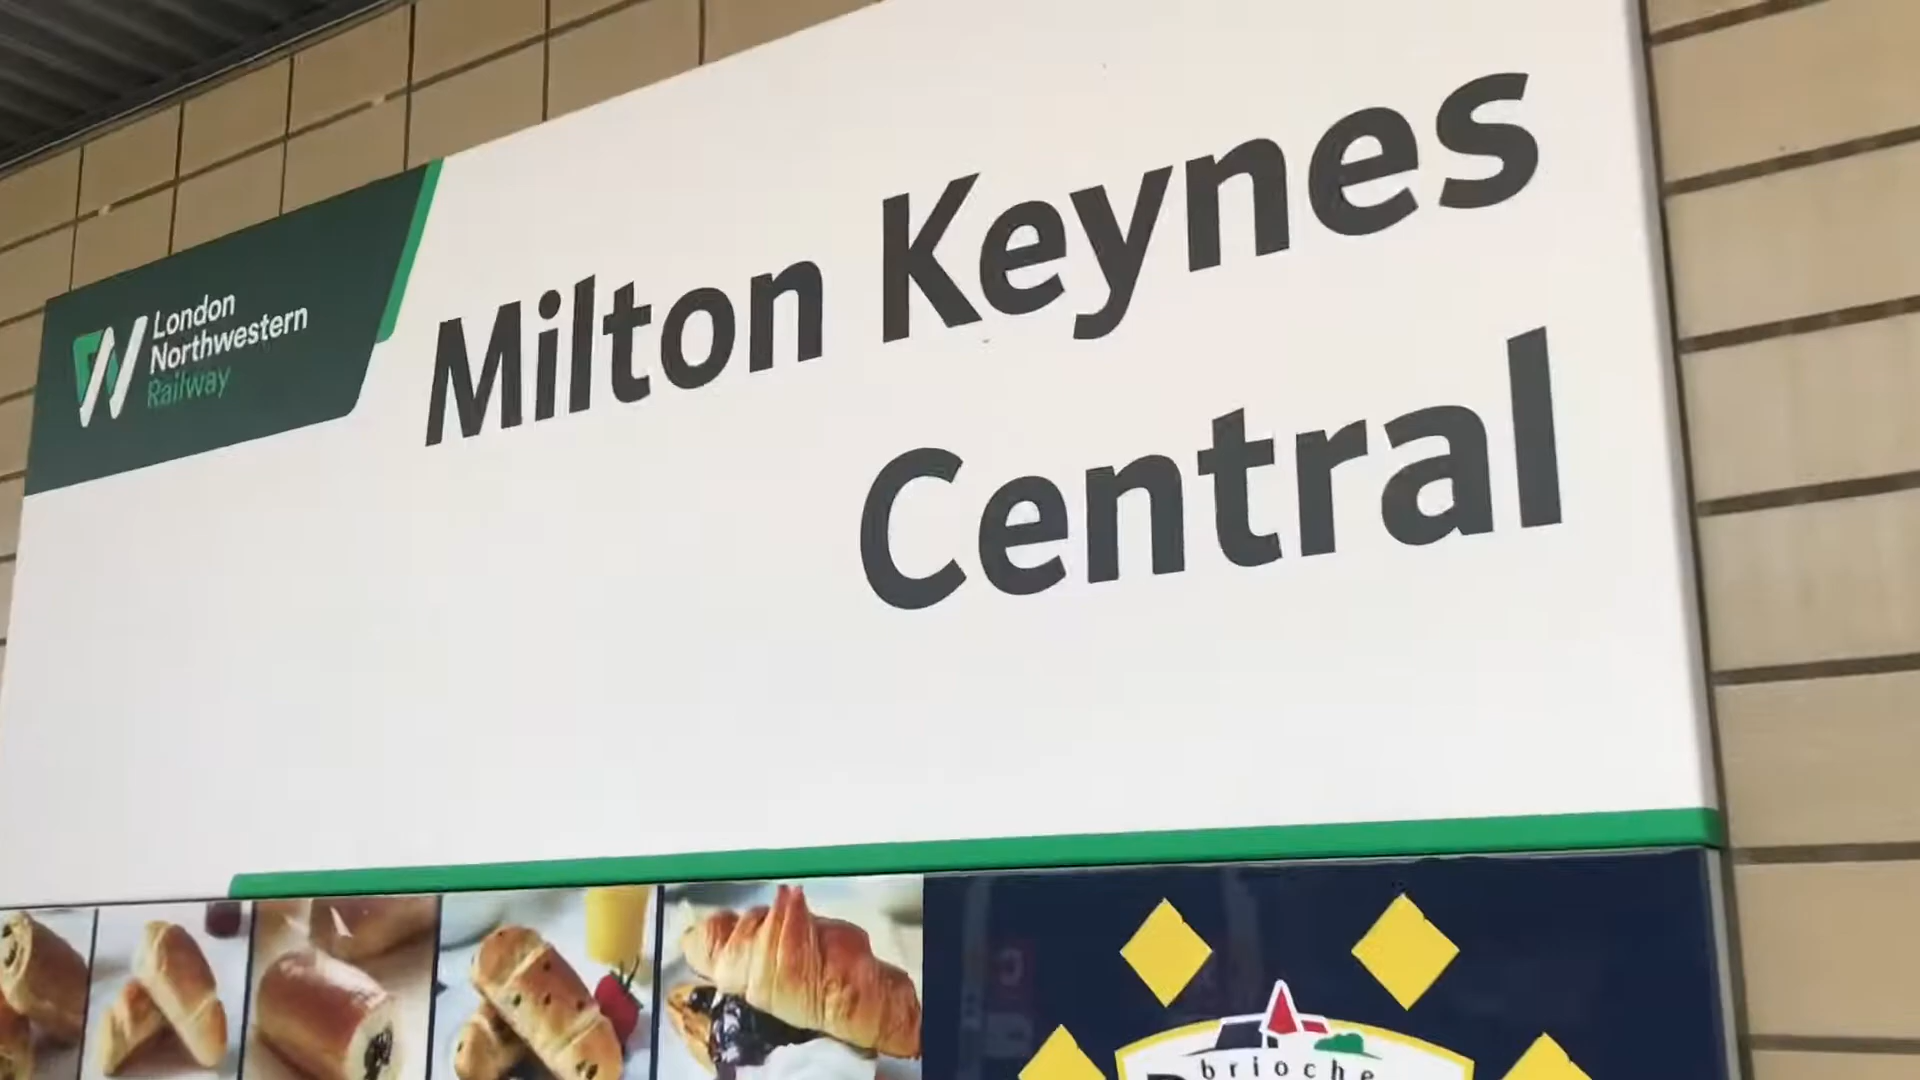 London
Northwestern
Railway
Milton Keynes
Central
brioche